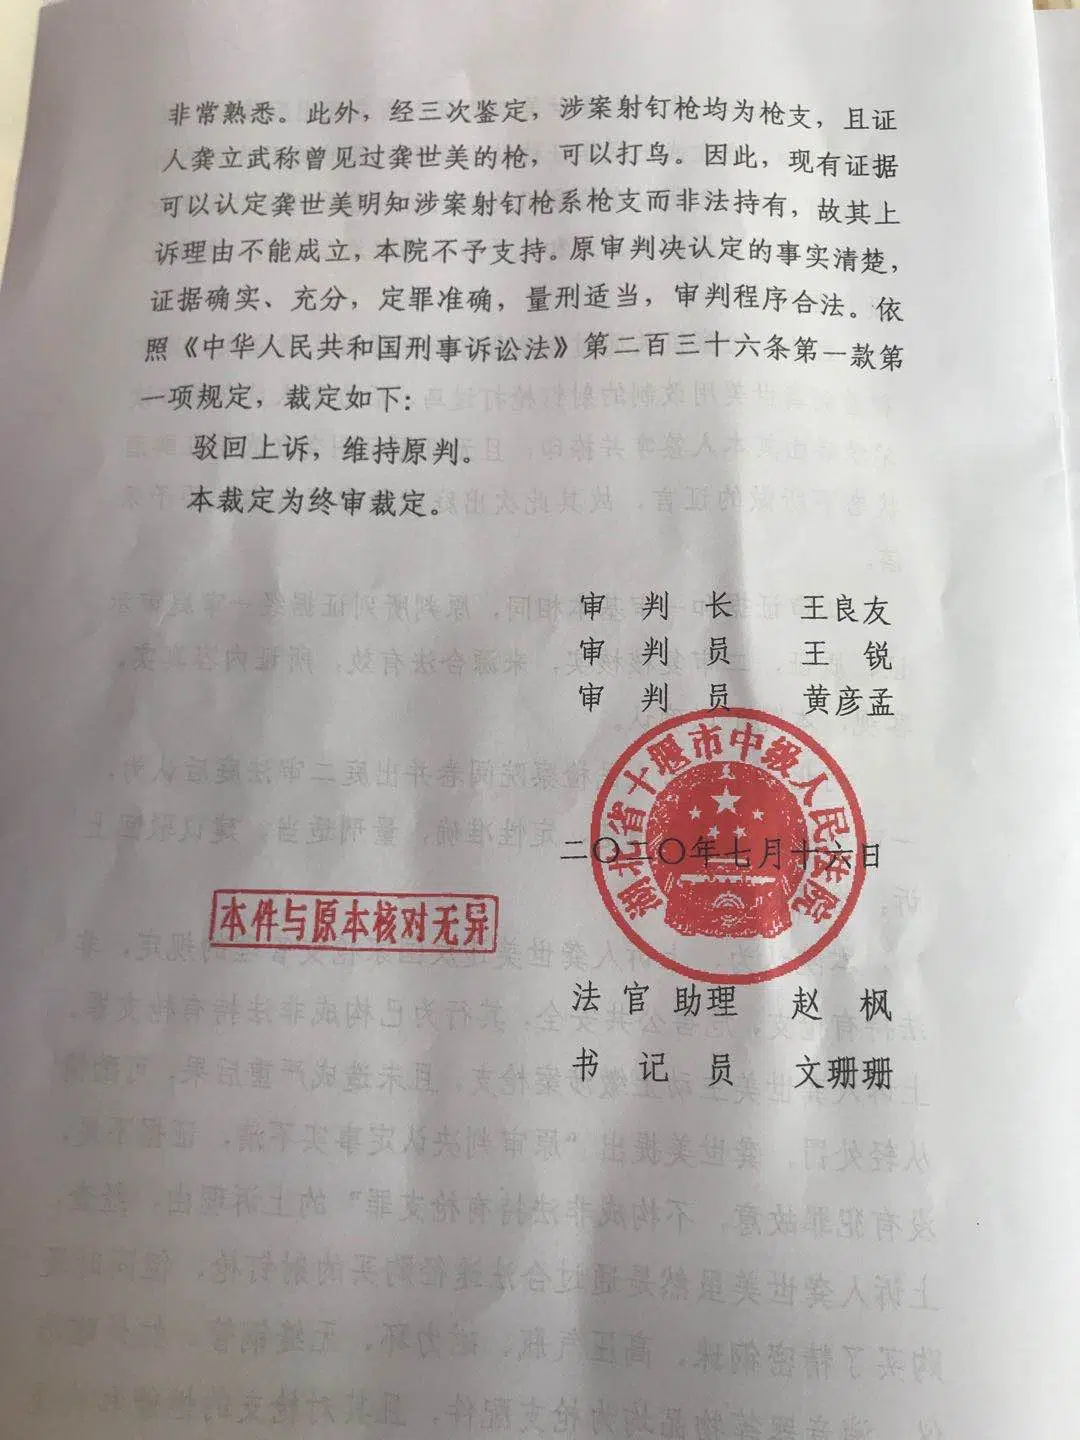 非常熟悉。此外，经三次鉴定，涉案射钉枪均为枪支，且证
人龚立武称曾见过龚世美的枪，可以打鸟。因此，现有证据
可以认定龚世美明知涉案射钉枪系枪支而非法持有，故其上
诉理由不能成立，本院不予支持。原审判决认定的事实清楚，
证据确实、充分，定罪准确，量刑适当，审判程序合法。依
照《中华人民共和国刑事诉讼法》第二百三十六条第一款第
一项规定，裁定如下：
驳回上诉，维持原判。
本裁定为终审裁定。
审判长 王良友
审判员 王锐
审判员 黄彦孟
湖北省十堰市中级人民法院
二〇二〇年七月十六日
本件与原本核对无异
法官助理 赵枫
书记员 文珊珊